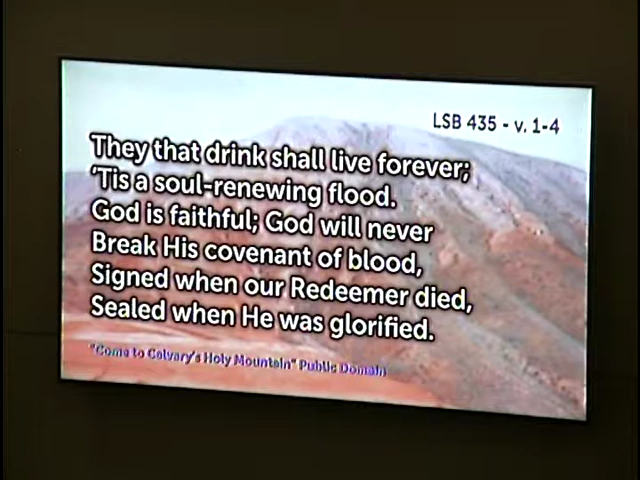 LSB 435 - v. 1-4
They that drink shall live forever;
'Tis a soul-renewing flood.
God is faithful; God will never
Break His covenant of blood,
Signed when our Redeemer died,
Sealed when He was glorified.
"Come to Calvary's Holy Mountain" Public Domain